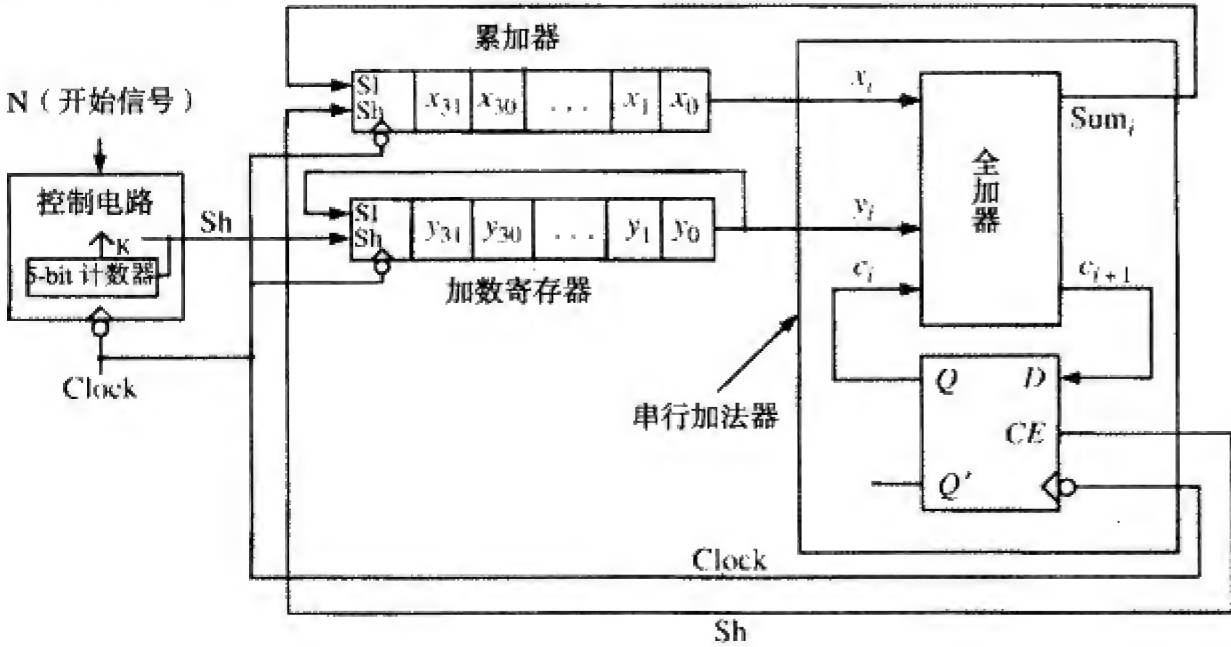 累加器
N（开始信号）
SI
Sh
x₃₁ x₃₀ ... x₁ x₀
xᵢ
Sumᵢ
全加器
控制电路
K
5-bit 计数器
Sh
SI
Sh
y₃₁ y₃₀ ... y₁ y₀
yᵢ
加数寄存器
cᵢ
cᵢ₊₁
Clock
串行加法器
Q
D
CE
Q'
Clock
Sh